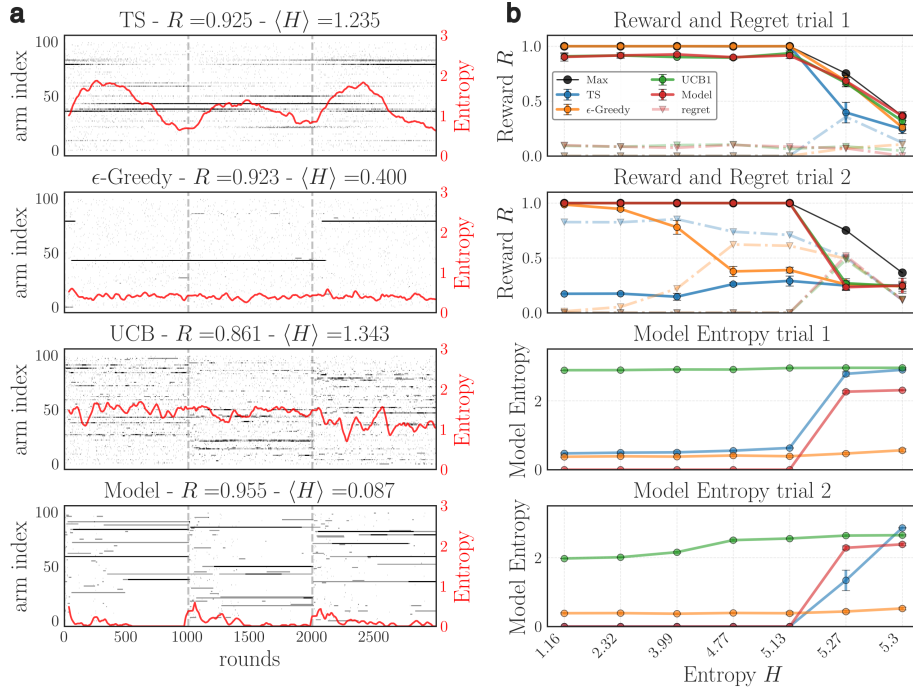 a
TS - R =0.925 - ⟨H⟩ =1.235
100
50
0
arm index
3
2
1
0
Entropy
ϵ-Greedy - R =0.923 - ⟨H⟩ =0.400
100
50
0
arm index
3
2
1
0
Entropy
UCB - R =0.861 - ⟨H⟩ =1.343
100
50
0
arm index
3
2
1
0
Entropy
Model - R =0.955 - ⟨H⟩ =0.087
100
50
0
arm index
3
2
1
0
Entropy
0 500 1000 1500 2000 2500
rounds
b
Reward and Regret trial 1
1.0
0.5
0.0
Reward R
Max
TS
ϵ-Greedy
UCB1
Model
regret
Reward and Regret trial 2
1.0
0.5
0.0
Reward R
Model Entropy trial 1
2
0
Model Entropy
Model Entropy trial 2
2
0
Model Entropy
1.16 2.32 3.99 4.77 5.13 5.27 5.3
Entropy H